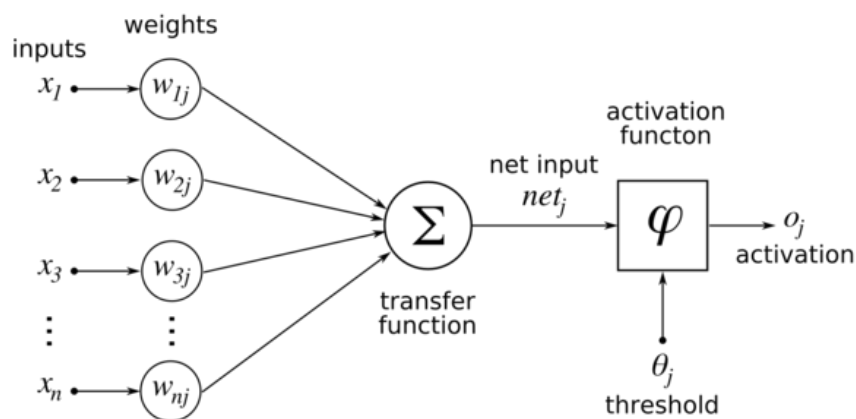 inputs
weights
x1
w1j
x2
w2j
x3
w3j
⋮
⋮
xn
wnj
Σ
transfer
function
net input
netj
activation
functon
φ
oj
activation
θj
threshold